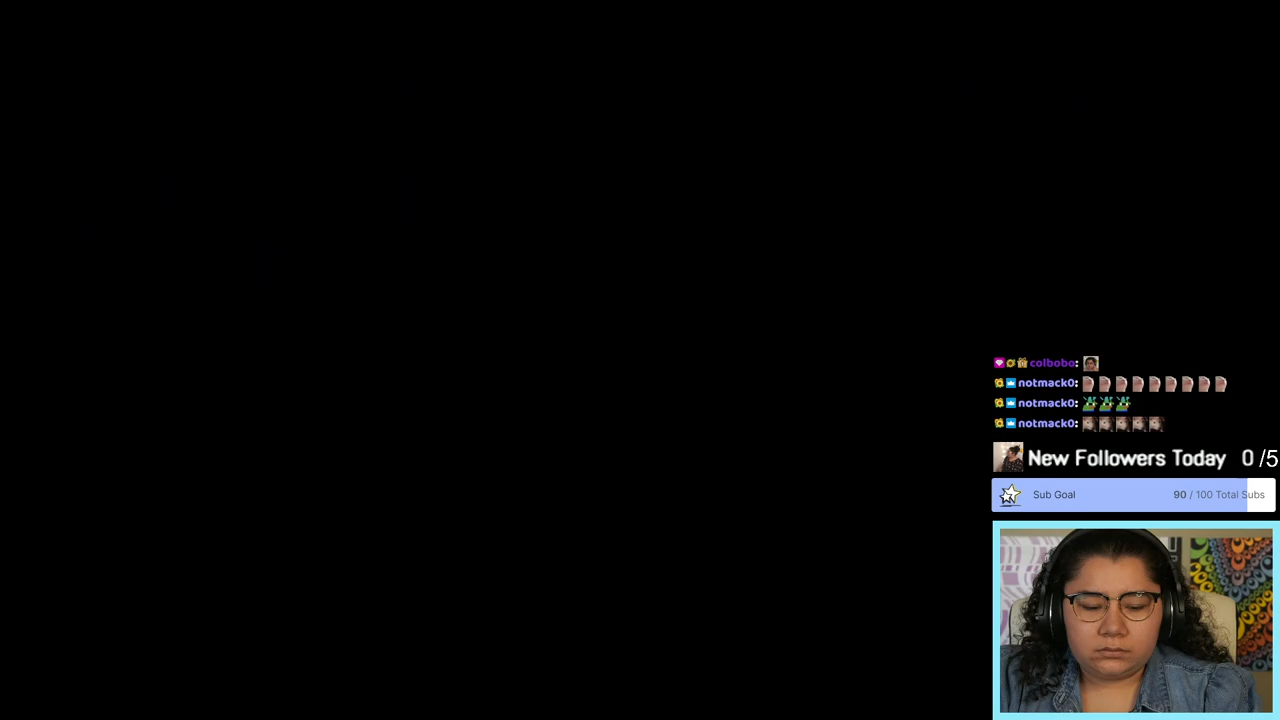 colbobo:
notmack0:
notmack0:
notmack0:
New Followers Today 0 /5
Sub Goal 90 / 100 Total Subs